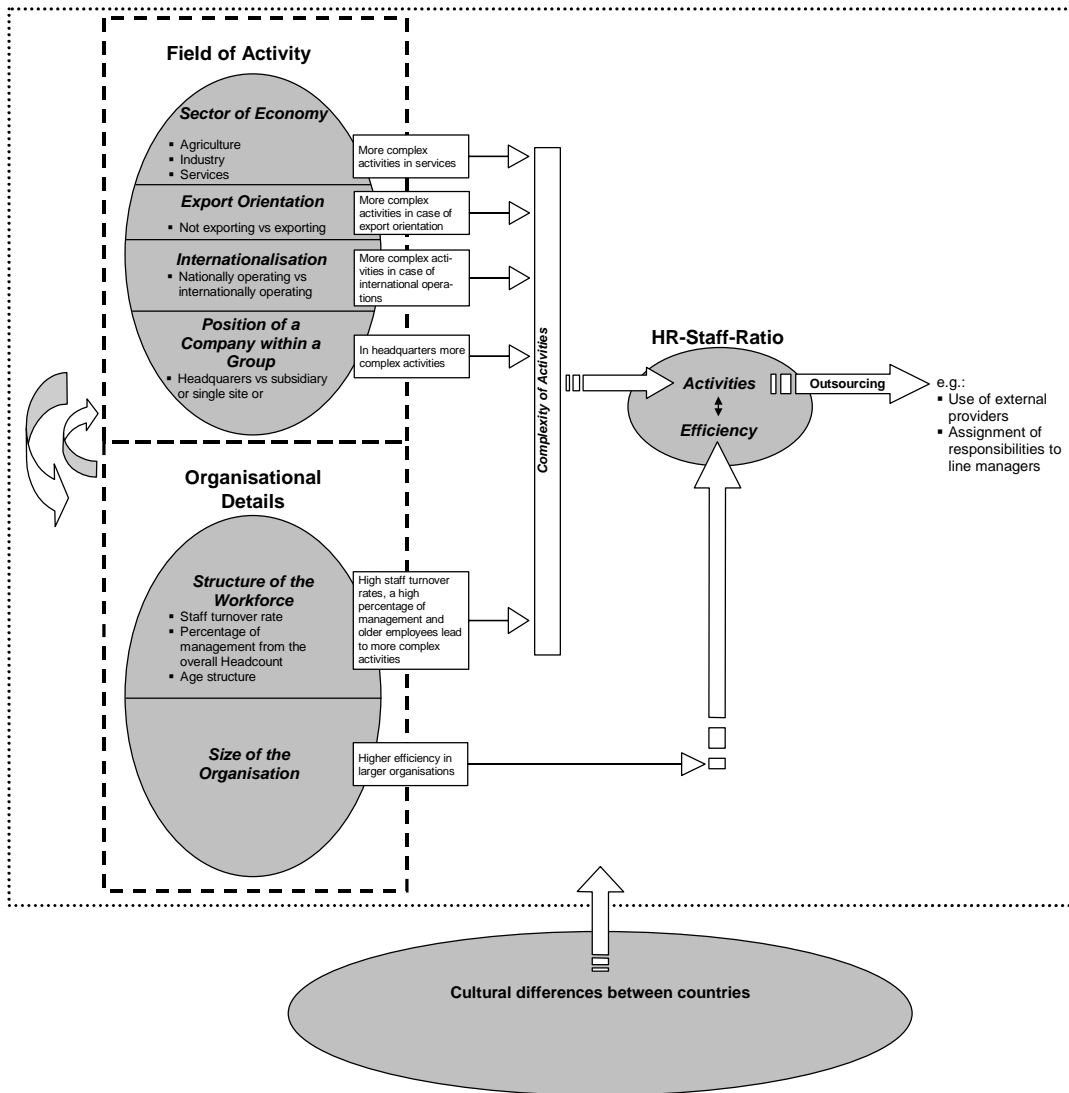 Field of Activity
Sector of Economy
▪ Agriculture
▪ Industry
▪ Services
More complex
activities in services
Export Orientation
▪ Not exporting vs exporting
More complex
activities in case of
export orientation
Internationalisation
▪ Nationally operating vs
internationally operating
More complex acti-
vities in case of
international opera-
tions
Position of a
Company within a
Group
▪ Headquarers vs subsidiary
or single site or
In headquarters more
complex activities
Complexity of Activities
HR-Staff-Ratio
Activities
Efficiency
Outsourcing
e.g.:
▪ Use of external
providers
▪ Assignment of
responsibilities to
line managers
Organisational
Details
Structure of the
Workforce
▪ Staff turnover rate
▪ Percentage of
management from the
overall Headcount
▪ Age structure
High staff turnover
rates, a high
percentage of
management and
older employees lead
to more complex
activities
Size of the
Organisation
Higher efficiency in
larger organisations
Cultural differences between countries